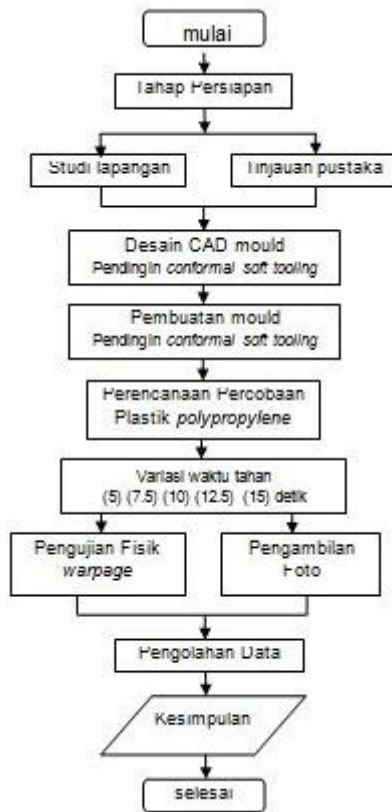 mulai
Tahap Persiapan
Studi lapangan
Tinjauan pustaka
Desain CAD mould
Pendingin conformal soft tooling
Pembuatan mould
Pendingin conformal soft tooling
Perencanaan Percobaan
Plastik polypropylene
Variasi waktu tahan
(5) (7.5) (10) (12.5) (15) detik
Pengujian Fisik
warpage
Pengambilan
Foto
Pengolahan Data
Kesimpulan
selesai